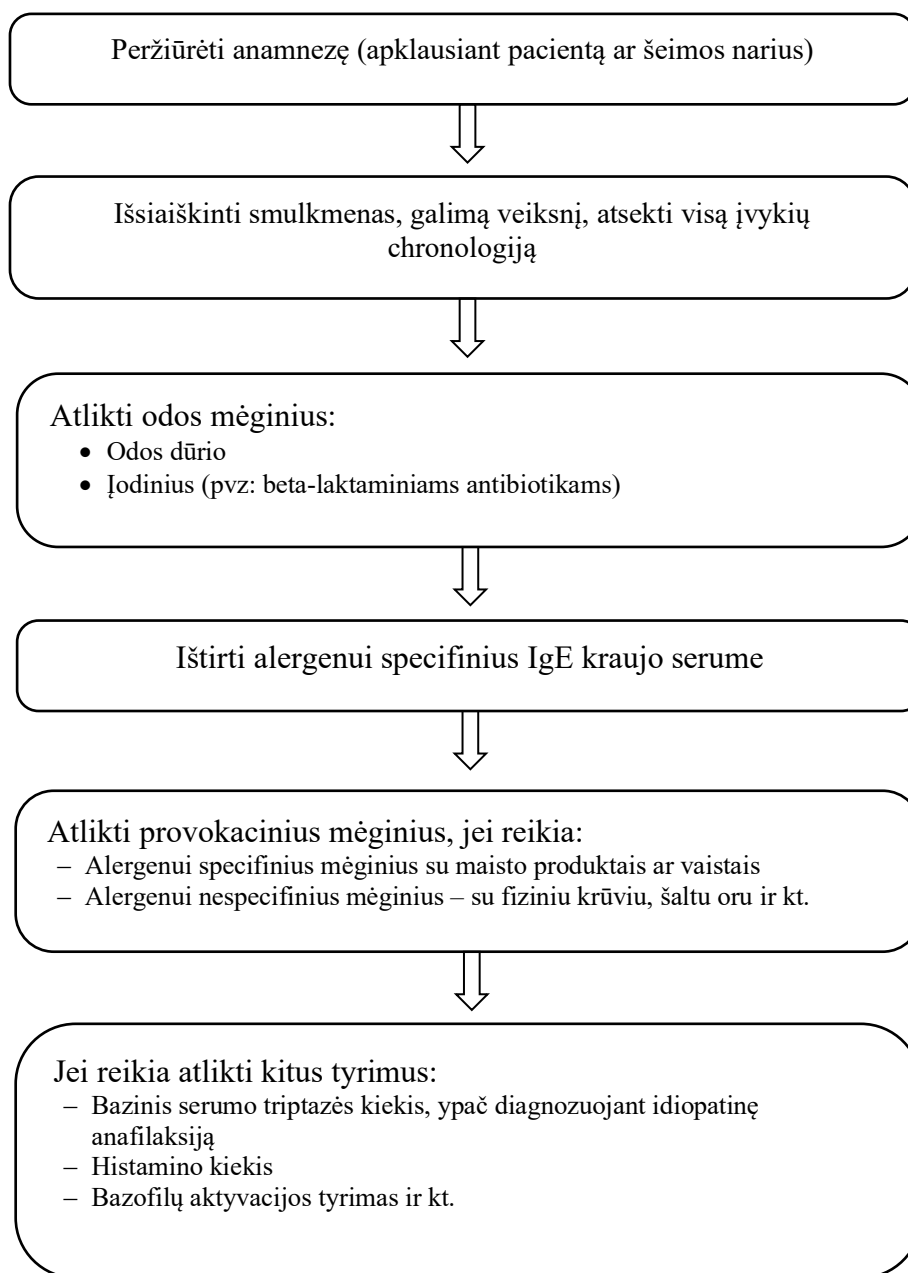 Peržiūrėti anamnezę (apklausiant pacientą ar šeimos narius)
Išsiaiškinti smulkmenas, galimą veiksnį, atsekti visą įvykių
chronologiją
Atlikti odos mėginius:
• Odos dūrio
• Įodinius (pvz: beta-laktaminiams antibiotikams)
Ištirti alergenui specifinius IgE kraujo serume
Atlikti provokacinius mėginius, jei reikia:
– Alergenui specifinius mėginius su maisto produktais ar vaistais
– Alergenui nespecifinius mėginius – su fiziniu krūviu, šaltu oru ir kt.
Jei reikia atlikti kitus tyrimus:
– Bazinis serumo triptazės kiekis, ypač diagnozuojant idiopatinę
anafilaksiją
– Histamino kiekis
– Bazofilų aktyvacijos tyrimas ir kt.